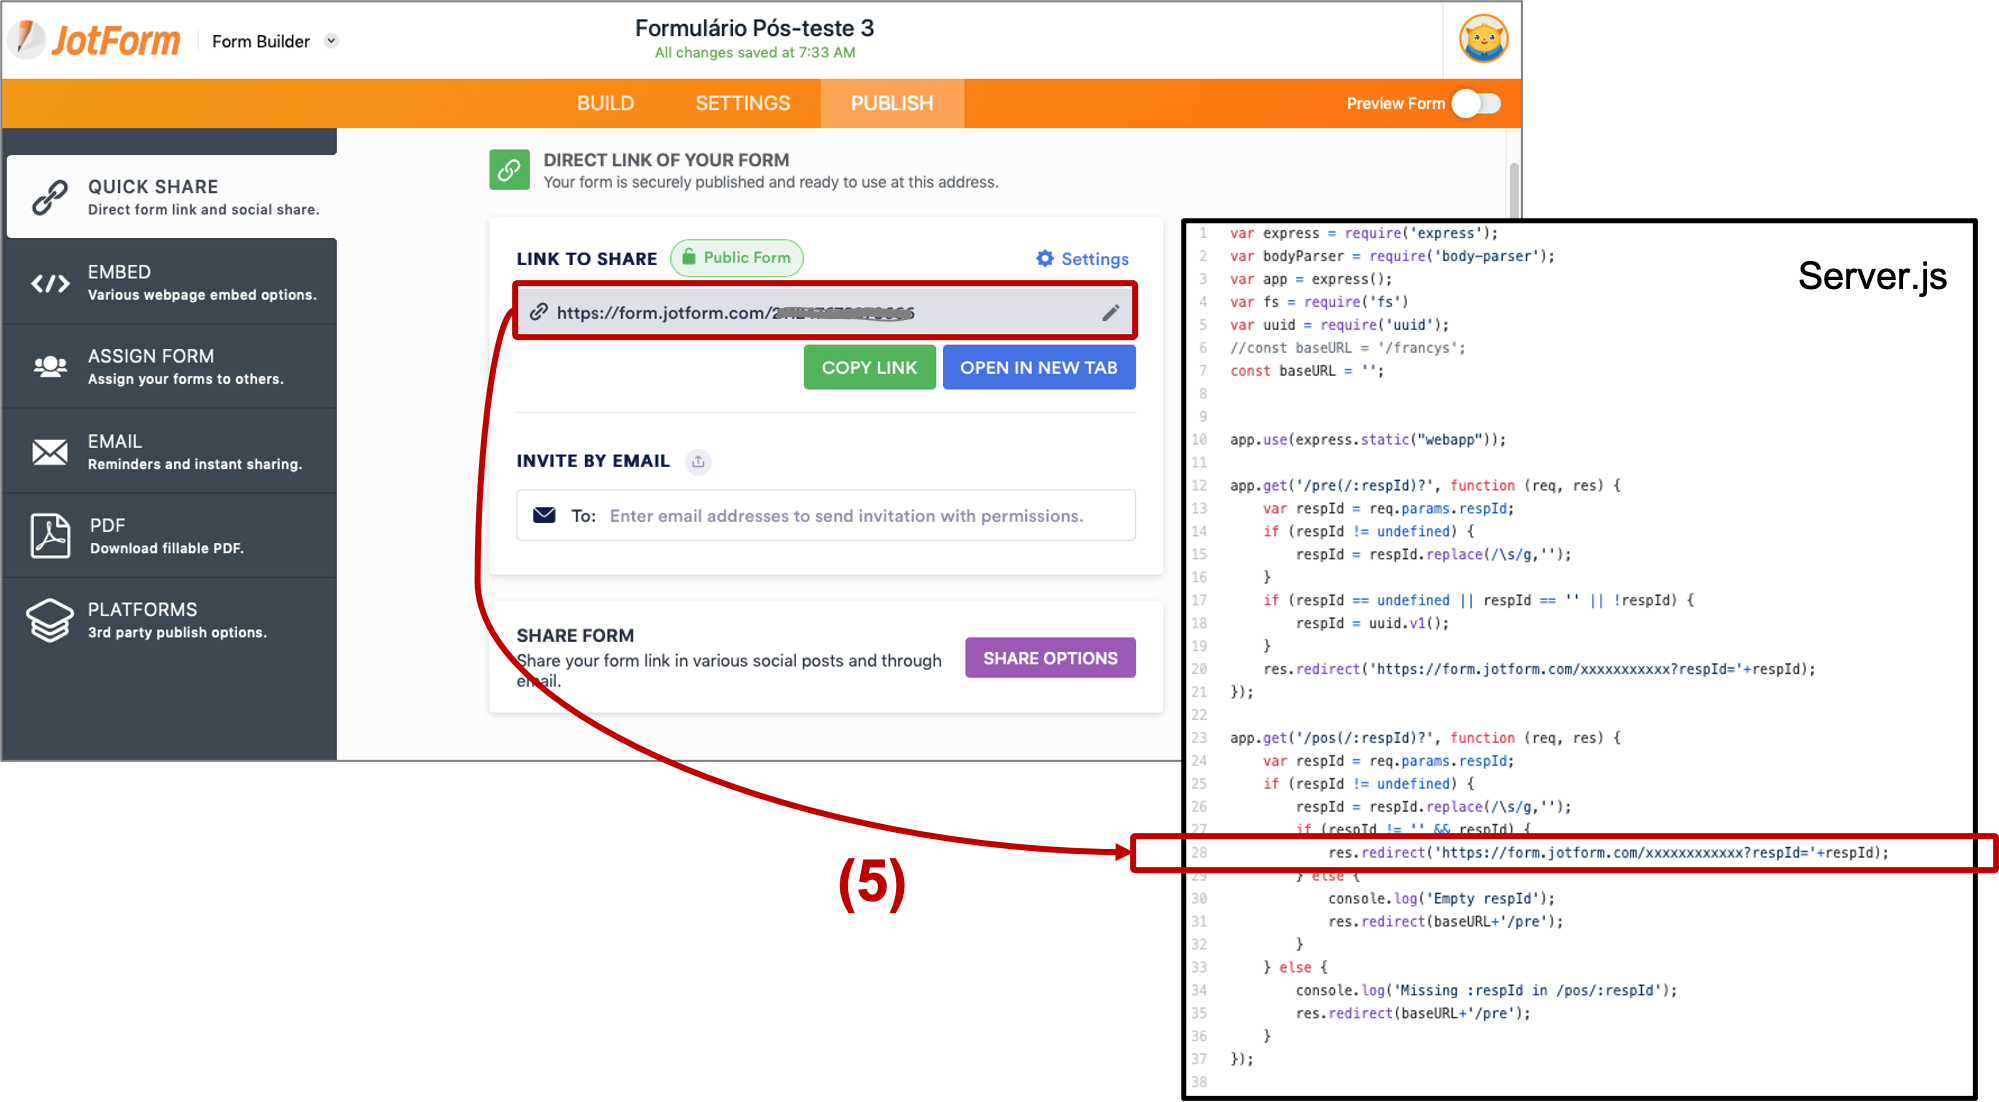 JotForm
Form Builder
Formulário Pós-teste 3
All changes saved at 7:33 AM
BUILD
SETTINGS
PUBLISH
Preview Form
QUICK SHARE
Direct form link and social share.
EMBED
Various webpage embed options.
ASSIGN FORM
Assign your forms to others.
EMAIL
Reminders and instant sharing.
PDF
Download fillable PDF.
PLATFORMS
3rd party publish options.
DIRECT LINK OF YOUR FORM
Your form is securely published and ready to use at this address.
LINK TO SHARE
Public Form
Settings
https://form.jotform.com/
COPY LINK
OPEN IN NEW TAB
INVITE BY EMAIL
To: Enter email addresses to send invitation with permissions.
SHARE FORM
Share your form link in various social posts and through
email.
SHARE OPTIONS
(5)
Server.js
1 var express = require('express');
2 var bodyParser = require('body-parser');
3 var app = express();
4 var fs = require('fs')
5 var uuid = require('uuid');
6 //const baseURL = '/francys';
7 const baseURL = '';
8
9
10 app.use(express.static("webapp"));
11
12 app.get('/pre(/:respId)?', function (req, res) {
13 var respId = req.params.respId;
14 if (respId != undefined) {
15 respId = respId.replace(/\s/g,'');
16 }
17 if (respId == undefined || respId == '' || !respId) {
18 respId = uuid.v1();
19 }
20 res.redirect('https://form.jotform.com/xxxxxxxxxxx?respId='+respId);
21 });
22
23 app.get('/pos(/:respId)?', function (req, res) {
24 var respId = req.params.respId;
25 if (respId != undefined) {
26 respId = respId.replace(/\s/g,'');
27 if (respId != '' && respId) {
28 res.redirect('https://form.jotform.com/xxxxxxxxxxxx?respId='+respId);
29 } else {
30 console.log('Empty respId');
31 res.redirect(baseURL+'/pre');
32 }
33 } else {
34 console.log('Missing :respId in /pos/:respId');
35 res.redirect(baseURL+'/pre');
36 }
37 });
38